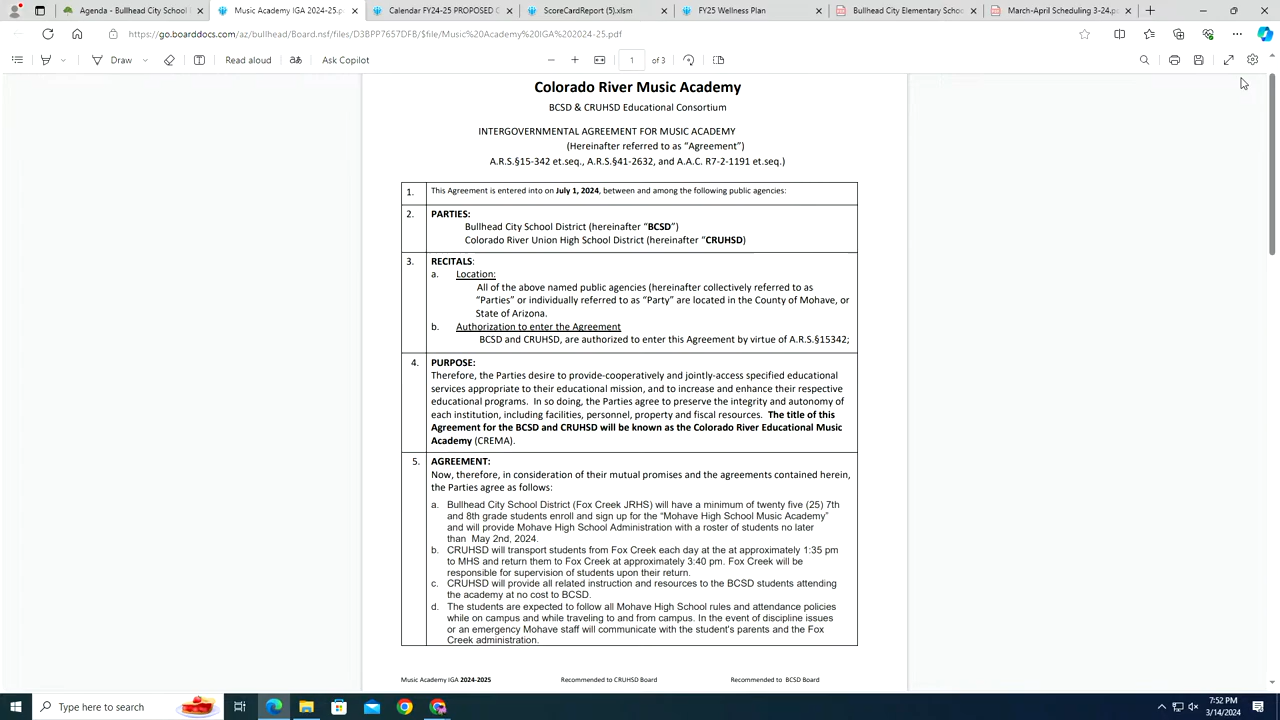 Agenda - Bullhead City School D
Music Academy IGA 2024-25.p
Calendar FY24-25 PROPOSED C
ScoreCardReport (5).xlsm
FY25 Wellness Plan
Bullhead City Elementary School
March-April Scheduling 3-24.p
https://go.boarddocs.com/az/bullhead/Board.nsf/files/D3BPP7657DFB/$file/Music%20Academy%20IGA%202024-25.pdf
Draw
Read aloud
Ask Copilot
1 of 3
Colorado River Music Academy
BCSD & CRUHSD Educational Consortium
INTERGOVERNMENTAL AGREEMENT FOR MUSIC ACADEMY
(Hereinafter referred to as “Agreement”)
A.R.S.§15-342 et.seq., A.R.S.§41-2632, and A.A.C. R7-2-1191 et.seq.)
1. This Agreement is entered into on July 1, 2024, between and among the following public agencies:
2. PARTIES:
Bullhead City School District (hereinafter “BCSD”)
Colorado River Union High School District (hereinafter “CRUHSD)
3. RECITALS:
a. Location:
All of the above named public agencies (hereinafter collectively referred to as
“Parties” or individually referred to as “Party” are located in the County of Mohave, or
State of Arizona.
b. Authorization to enter the Agreement
BCSD and CRUHSD, are authorized to enter this Agreement by virtue of A.R.S.§15342;
4. PURPOSE:
Therefore, the Parties desire to provide-cooperatively and jointly-access specified educational
services appropriate to their educational mission, and to increase and enhance their respective
educational programs. In so doing, the Parties agree to preserve the integrity and autonomy of
each institution, including facilities, personnel, property and fiscal resources. The title of this
Agreement for the BCSD and CRUHSD will be known as the Colorado River Educational Music
Academy (CREMA).
5. AGREEMENT:
Now, therefore, in consideration of their mutual promises and the agreements contained herein,
the Parties agree as follows:
a. Bullhead City School District (Fox Creek JRHS) will have a minimum of twenty five (25) 7th
and 8th grade students enroll and sign up for the “Mohave High School Music Academy”
and will provide Mohave High School Administration with a roster of students no later
than May 2nd, 2024.
b. CRUHSD will transport students from Fox Creek each day at the at approximately 1:35 pm
to MHS and return them to Fox Creek at approximately 3:40 pm. Fox Creek will be
responsible for supervision of students upon their return.
c. CRUHSD will provide all related instruction and resources to the BCSD students attending
the academy at no cost to BCSD.
d. The students are expected to follow all Mohave High School rules and attendance policies
while on campus and while traveling to and from campus. In the event of discipline issues
or an emergency Mohave staff will communicate with the student's parents and the Fox
Creek administration.
Music Academy IGA 2024-2025 Recommended to CRUHSD Board Recommended to BCSD Board
Type here to search
7:52 PM
3/14/2024